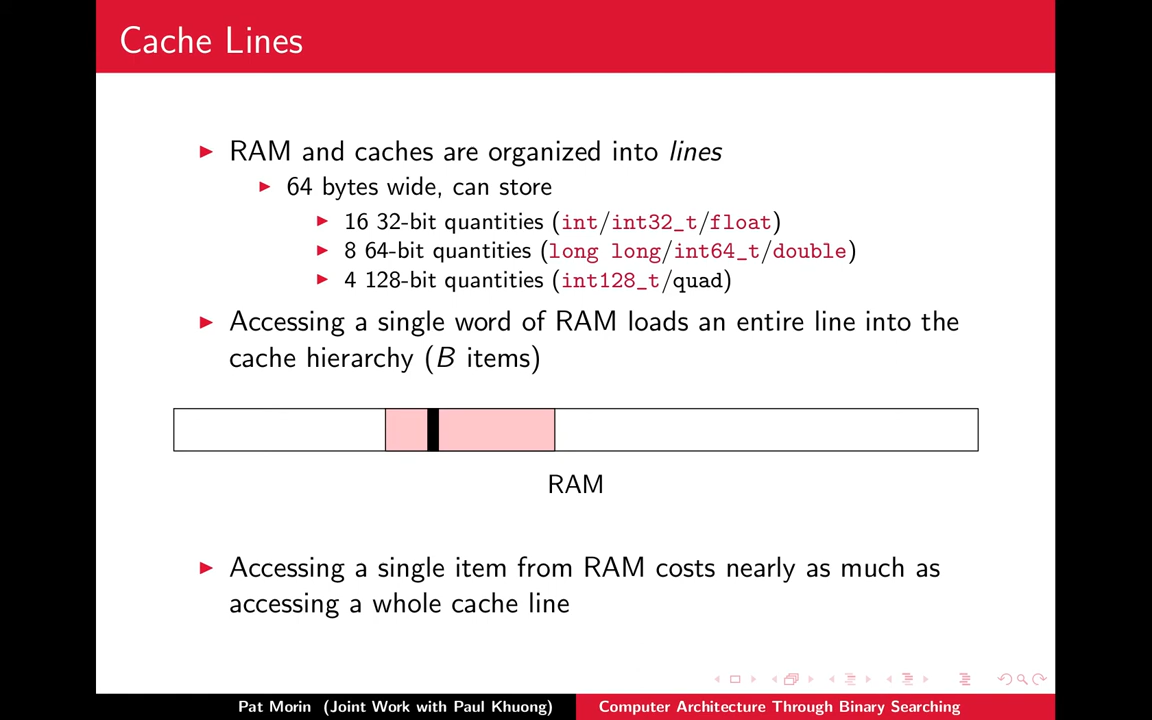 Cache Lines
RAM and caches are organized into lines
64 bytes wide, can store
16 32-bit quantities (int/int32_t/float)
8 64-bit quantities (long long/int64_t/double)
4 128-bit quantities (int128_t/quad)
Accessing a single word of RAM loads an entire line into the
cache hierarchy (B items)
RAM
Accessing a single item from RAM costs nearly as much as
accessing a whole cache line
Pat Morin (Joint Work with Paul Khuong)
Computer Architecture Through Binary Searching